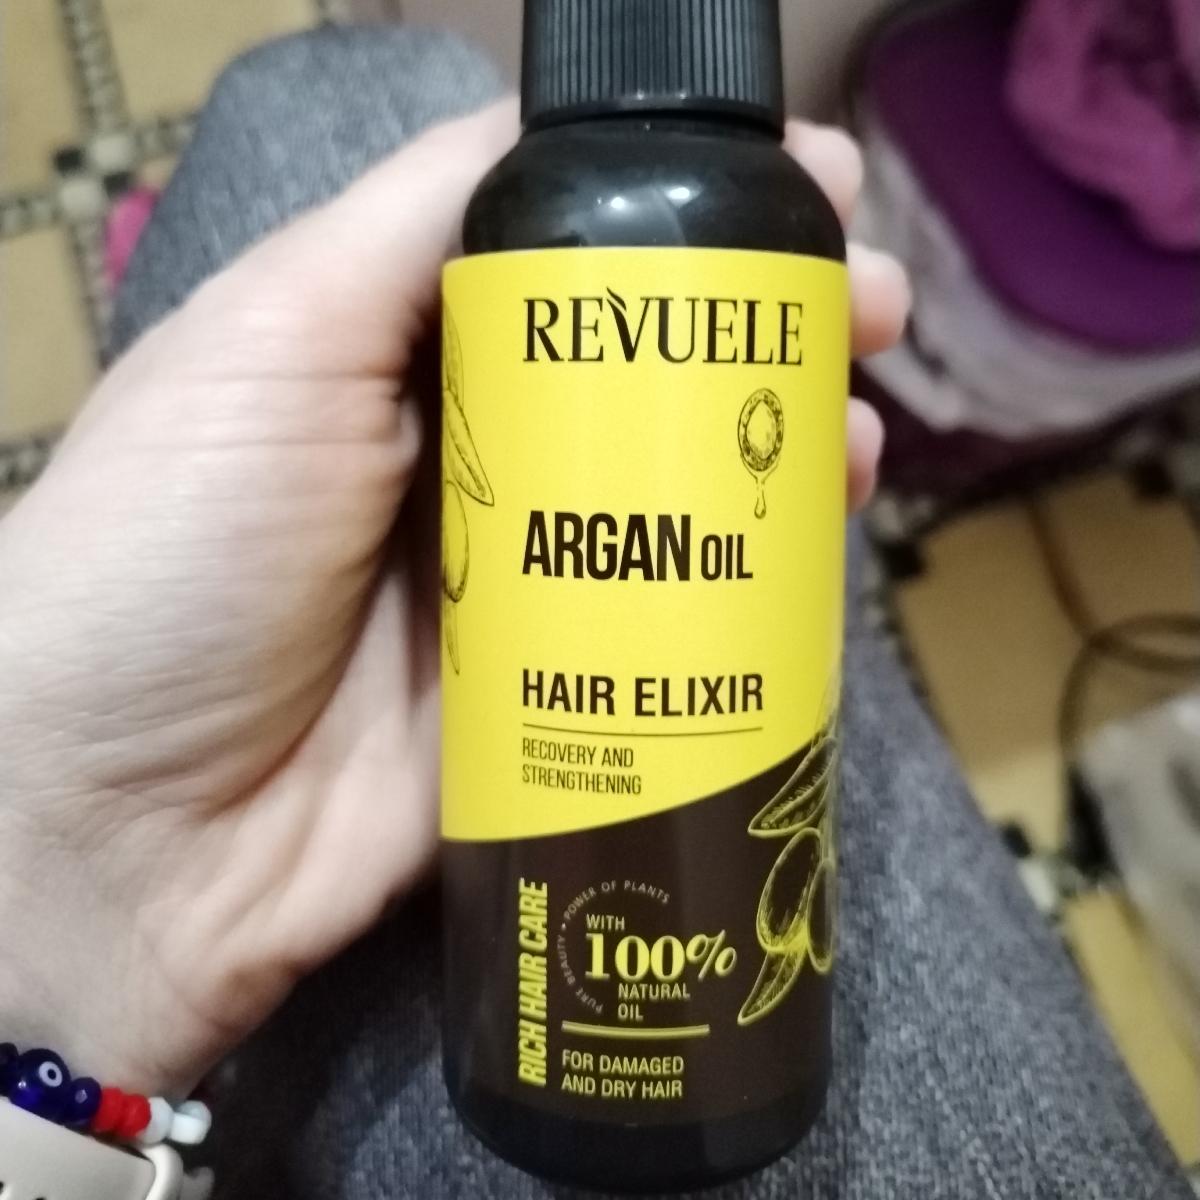 REVUELE
ARGAN OIL
HAIR ELIXIR
RECOVERY AND
STRENGTHENING
RICH HAIR CARE
PURE BEAUTY • POWER OF PLANTS
WITH
100%
NATURAL
OIL
FOR DAMAGED
AND DRY HAIR